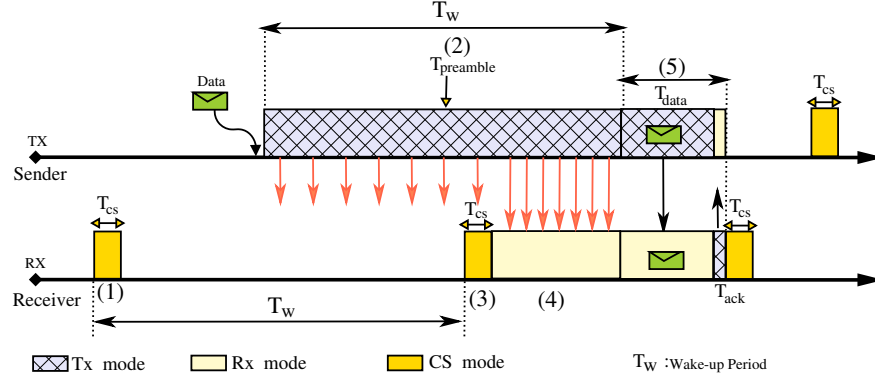 T_W
(2)
T_preamble
(5)
Data
T_data
T_cs
TX
Sender
T_cs
T_cs
T_cs
RX
Receiver
(1)
(3)
(4)
T_ack
T_W
Tx mode
Rx mode
CS mode
T_W :Wake-up Period